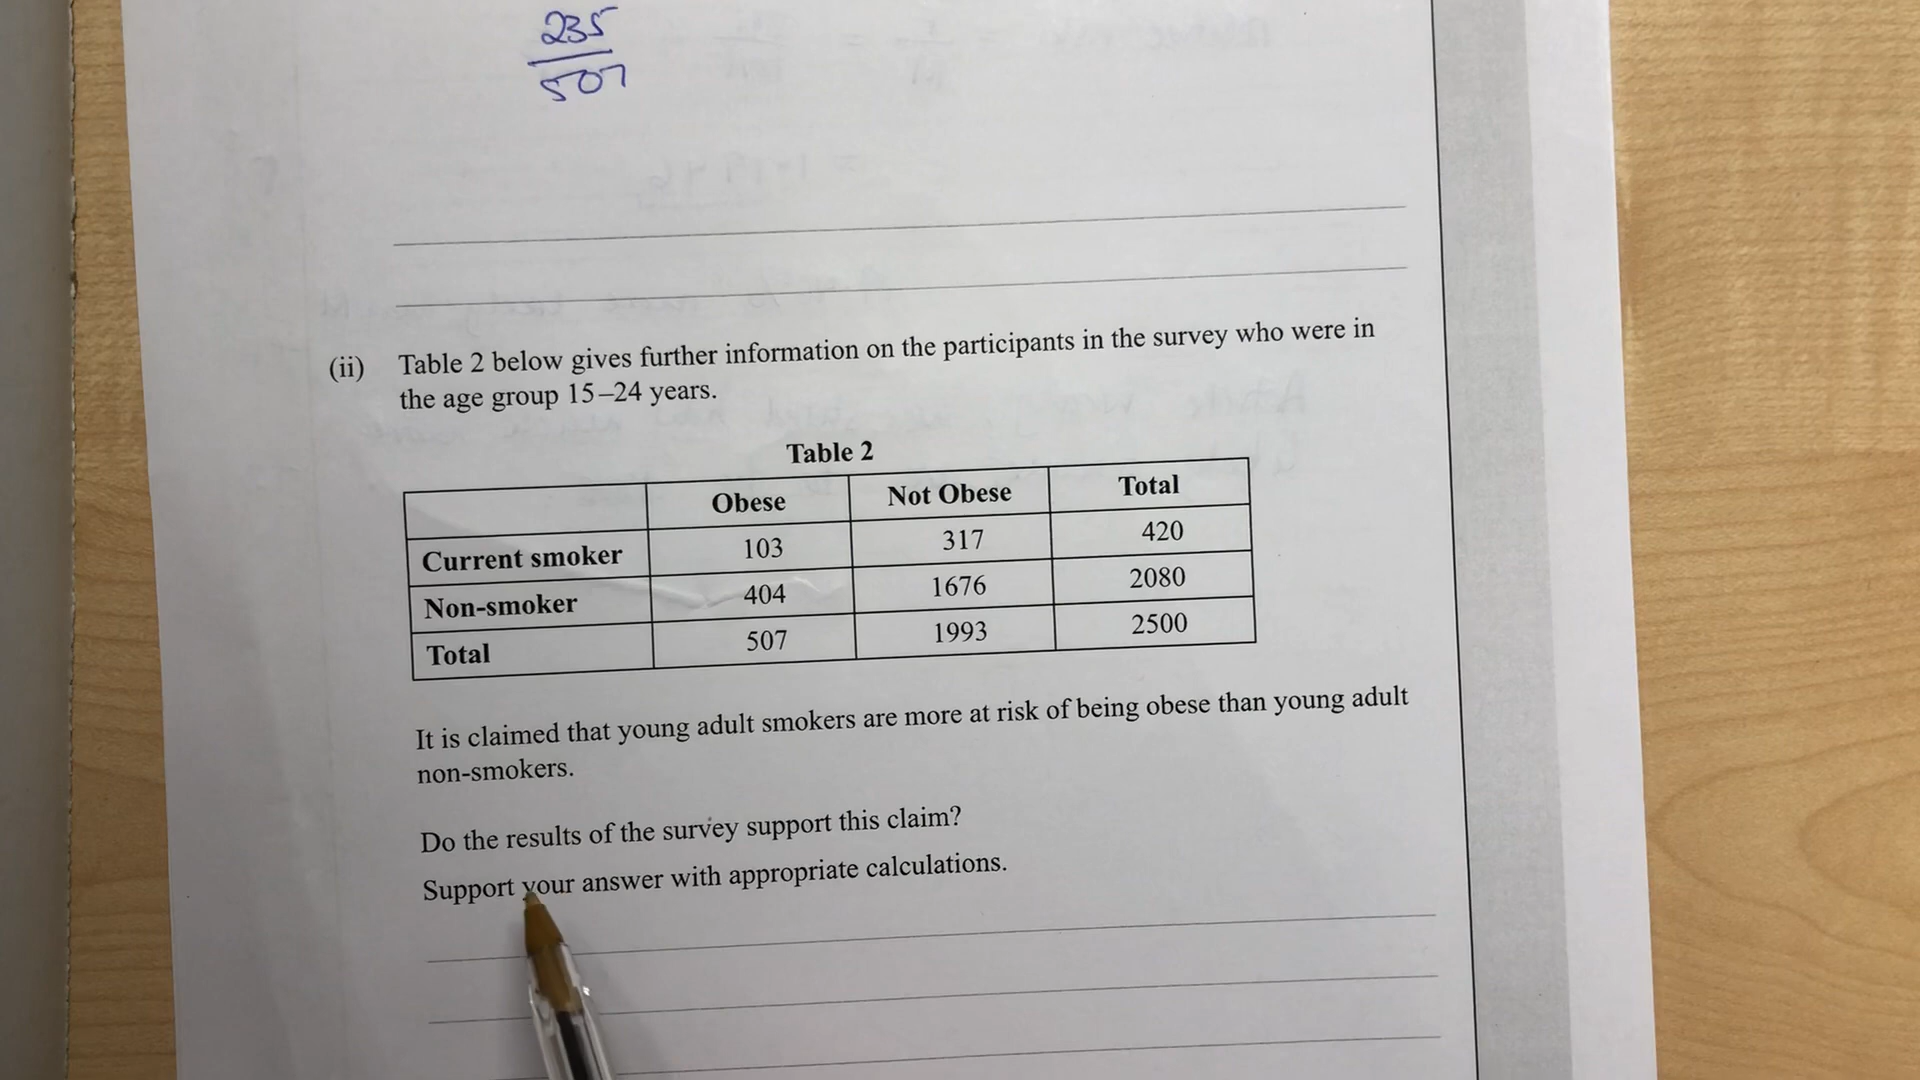 235
507
(ii) Table 2 below gives further information on the participants in the survey who were in
the age group 15–24 years.
Table 2
Obese Not Obese Total
Current smoker 103 317 420
Non-smoker 404 1676 2080
Total 507 1993 2500
It is claimed that young adult smokers are more at risk of being obese than young adult
non-smokers.
Do the results of the survey support this claim?
Support your answer with appropriate calculations.